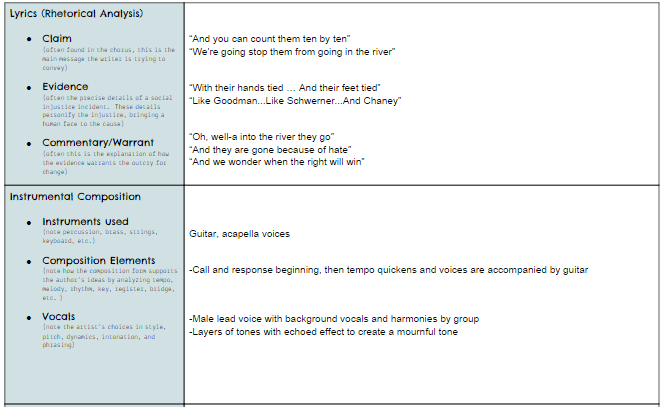 Lyrics (Rhetorical Analysis)
● Claim
(often found in the chorus, this is the
main message the writer is trying to
convey)
“And you can count them ten by ten”
“We’re going stop them from going in the river”
● Evidence
(often the precise details of a social
injustice incident. These details
personify the injustice, bringing a
human face to the cause)
“With their hands tied … And their feet tied”
“Like Goodman...Like Schwerner...And Chaney”
● Commentary/Warrant
(often this is the explanation of how
the evidence warrants the outcry for
change)
“Oh, well-a into the river they go”
“And they are gone because of hate”
“And we wonder when the right will win”
Instrumental Composition
● Instruments used
(note percussion, brass, strings,
keyboard, etc.)
Guitar, acapella voices
● Composition Elements
(note how the composition form supports
the author's ideas by analyzing tempo,
melody, rhythm, key, register, bridge,
etc. )
-Call and response beginning, then tempo quickens and voices are accompanied by guitar
● Vocals
(note the artist's choices in style,
pitch, dynamics, intonation, and
phrasing)
-Male lead voice with background vocals and harmonies by group
-Layers of tones with echoed effect to create a mournful tone